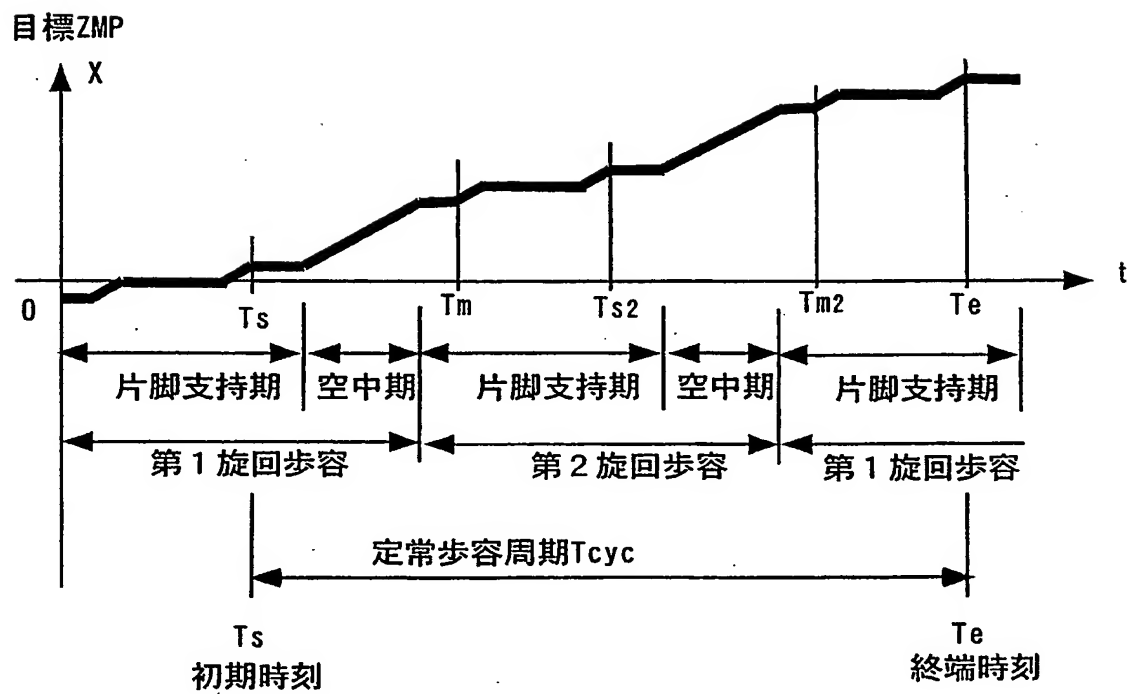 目標ZMP
X
t
0
Ts
Tm
Ts2
Tm2
Te
片脚支持期
空中期
片脚支持期
空中期
片脚支持期
第1旋回歩容
第2旋回歩容
第1旋回歩容
定常歩容周期Tcyc
Ts
初期時刻
Te
終端時刻